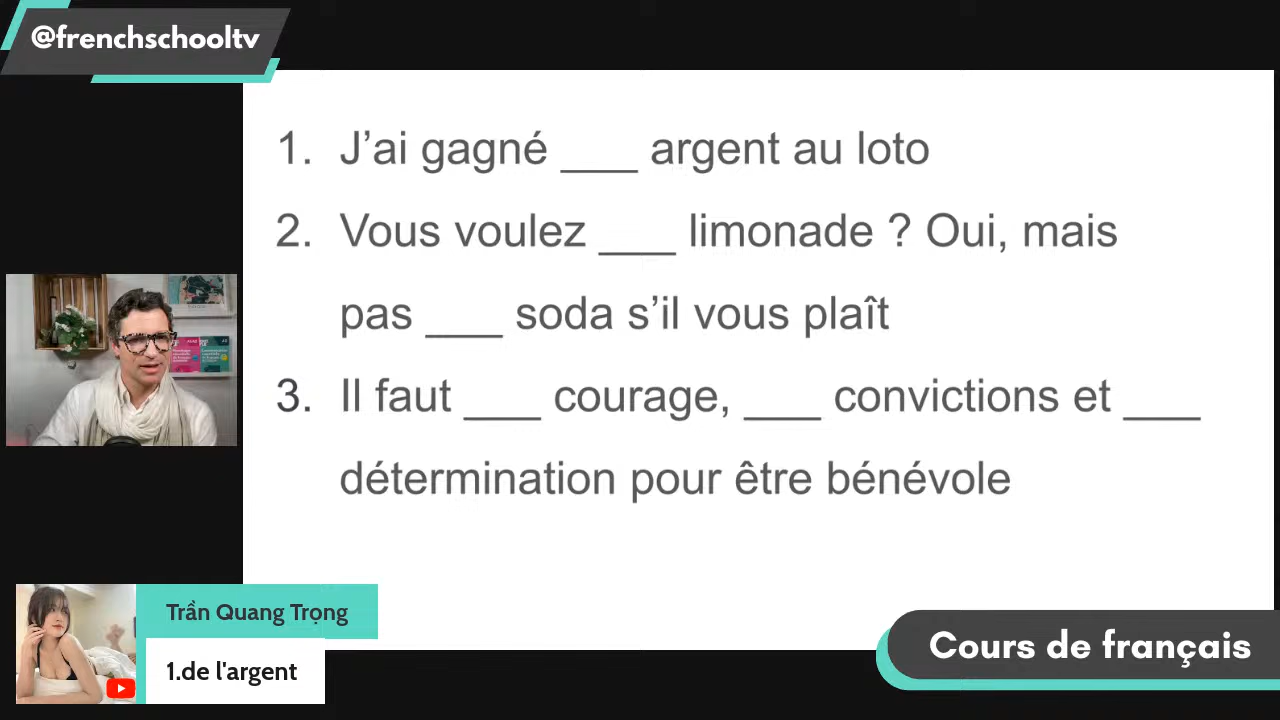 @frenchschooltv
1. J'ai gagné ___ argent au loto
2. Vous voulez ___ limonade ? Oui, mais
pas ___ soda s'il vous plaît
3. Il faut ___ courage, ___ convictions et ___
détermination pour être bénévole
Trần Quang Trọng
1.de l'argent
Cours de français